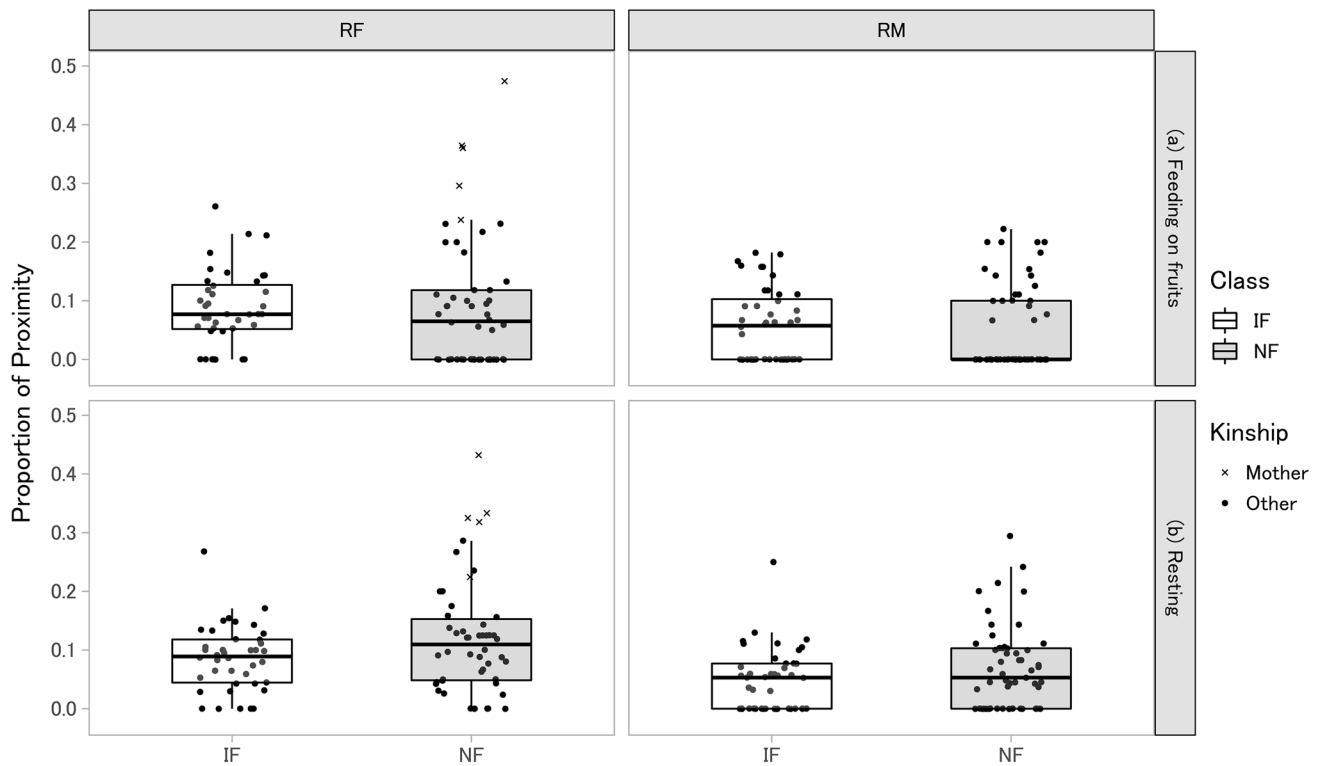 RF
RM
0.5
0.4
0.3
0.2
0.1
0.0
(a) Feeding on fruits
0.5
0.4
0.3
0.2
0.1
0.0
(b) Resting
Proportion of Proximity
IF
NF
IF
NF
Class
IF
NF
Kinship
Mother
Other